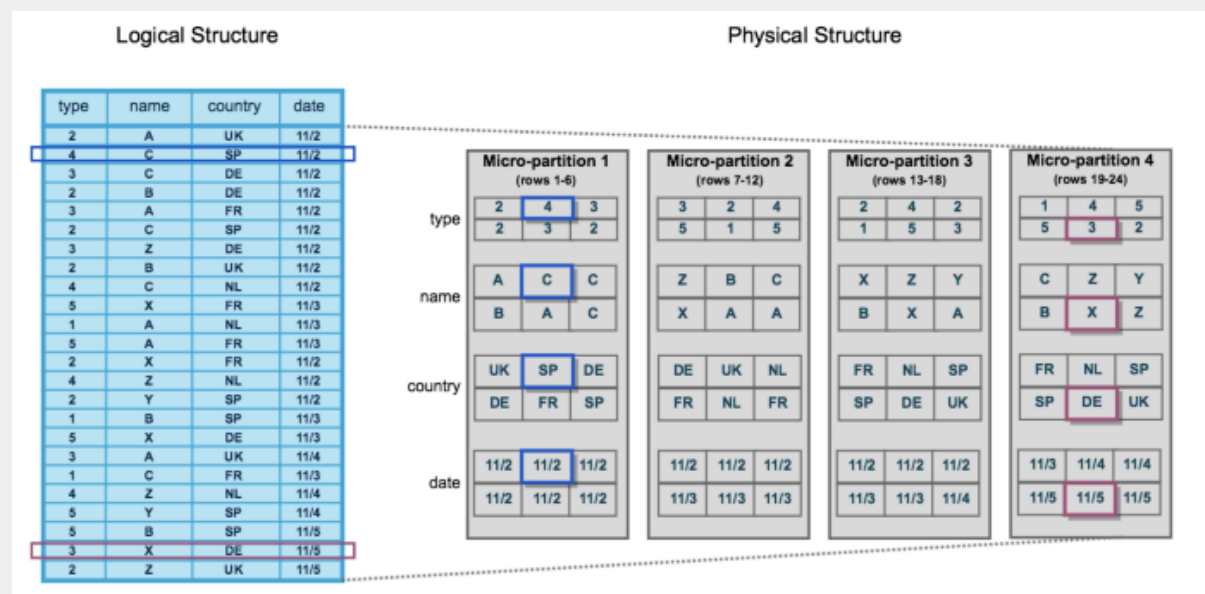 Logical Structure
Physical Structure
type name country date
2 A UK 11/2
4 C SP 11/2
3 C DE 11/2
2 B DE 11/2
3 A FR 11/2
2 C SP 11/2
3 Z DE 11/2
2 B UK 11/2
4 C NL 11/2
5 X FR 11/3
1 A NL 11/3
5 A FR 11/3
2 X FR 11/2
4 Z NL 11/2
2 Y SP 11/2
1 B SP 11/3
5 X DE 11/3
3 A UK 11/4
1 C FR 11/3
4 Z NL 11/4
5 Y SP 11/4
5 B SP 11/5
3 X DE 11/5
2 Z UK 11/5
type
name
country
date
Micro-partition 1
(rows 1-6)
2 4 3
2 3 2
A C C
B A C
UK SP DE
DE FR SP
11/2 11/2 11/2
11/2 11/2 11/2
Micro-partition 2
(rows 7-12)
3 2 4
5 1 5
Z B C
X A A
DE UK NL
FR NL FR
11/2 11/2 11/2
11/3 11/3 11/3
Micro-partition 3
(rows 13-18)
2 4 2
1 5 3
X Z Y
B X A
FR NL SP
SP DE UK
11/2 11/2 11/2
11/3 11/3 11/4
Micro-partition 4
(rows 19-24)
1 4 5
5 3 2
C Z Y
B X Z
FR NL SP
SP DE UK
11/3 11/4 11/4
11/5 11/5 11/5